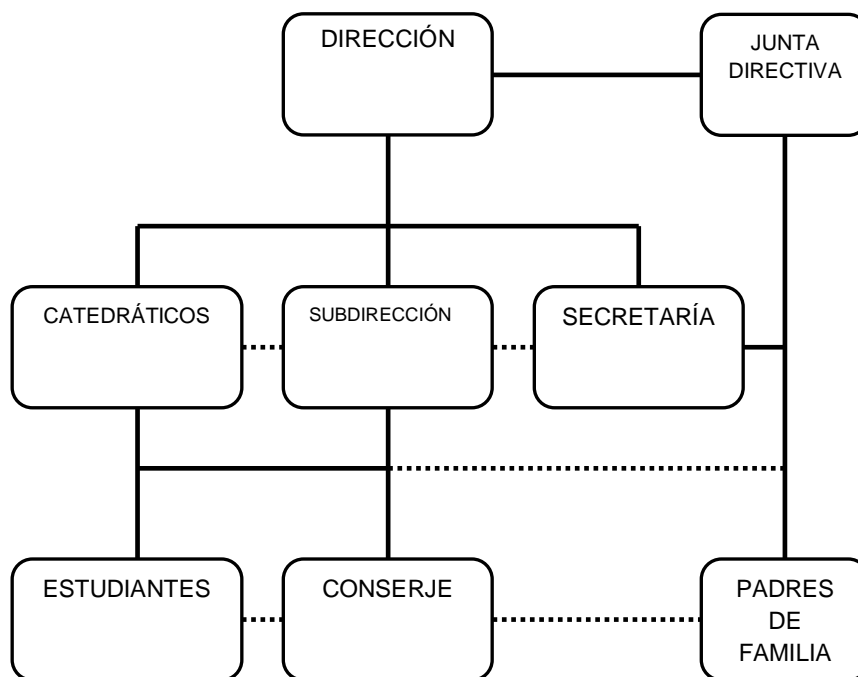 DIRECCIÓN
JUNTA
DIRECTIVA
CATEDRÁTICOS
SUBDIRECCIÓN
SECRETARÍA
ESTUDIANTES
CONSERJE
PADRES
DE
FAMILIA